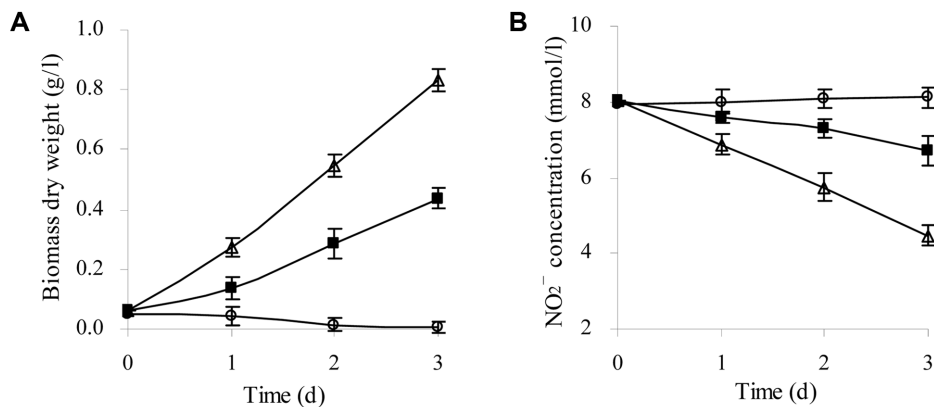 A
Biomass dry weight (g/l)
1.0
0.8
0.6
0.4
0.2
0.0
0 1 2 3
Time (d)
B
NO₂⁻ concentration (mmol/l)
10
8
6
4
2
0 1 2 3
Time (d)